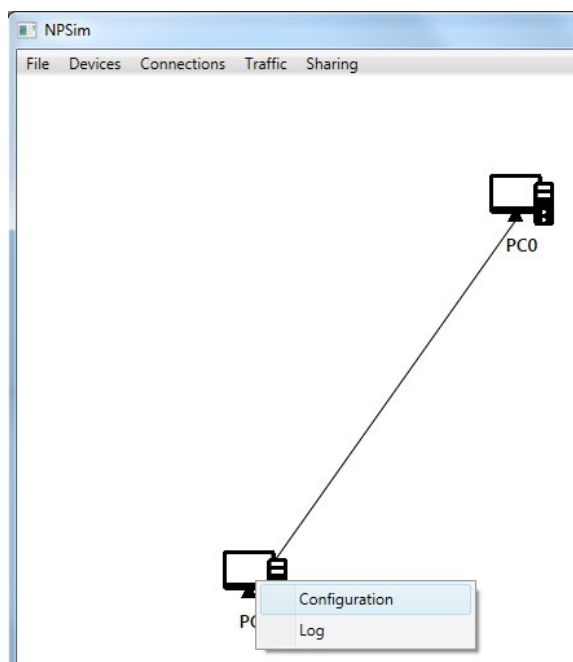 NPSim
File Devices Connections Traffic Sharing
PC0
Configuration
Log